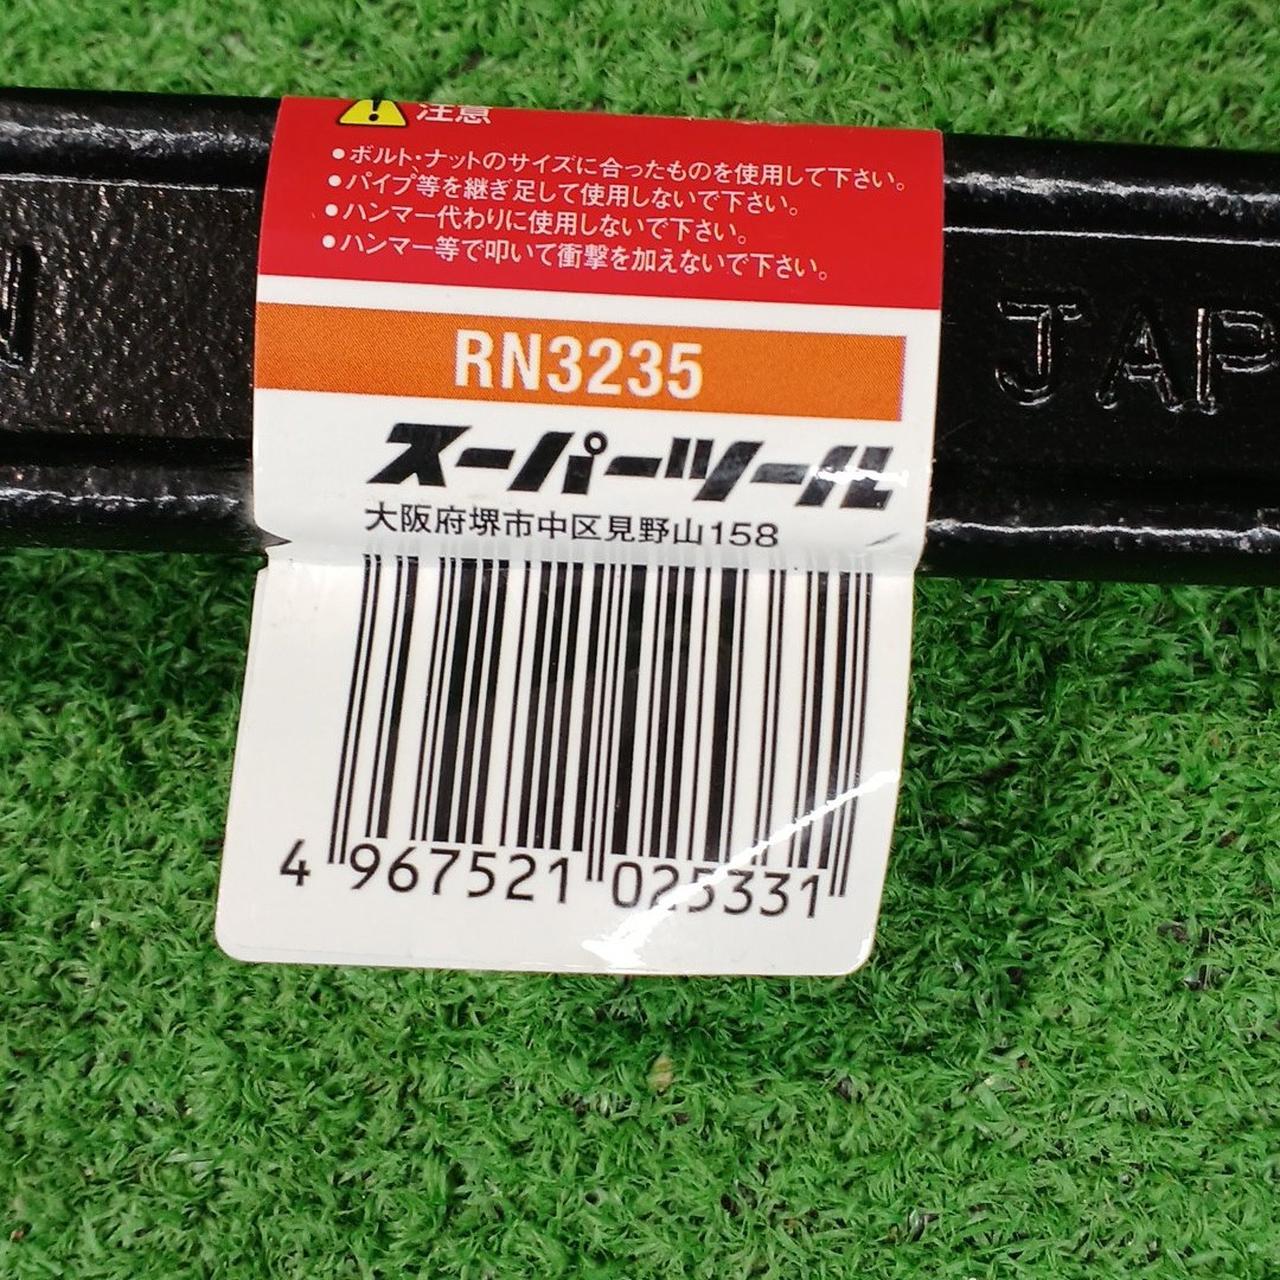 注意
●ボルト・ナットのサイズに合ったものを使用して下さい。
●パイプ等を継ぎ足して使用しないで下さい。
●ハンマー代わりに使用しないで下さい。
●ハンマー等で叩いて衝撃を加えないで下さい。
N
RN3235
JAP
スーパーツール
大阪府堺市中区見野山158
4 967521 025331